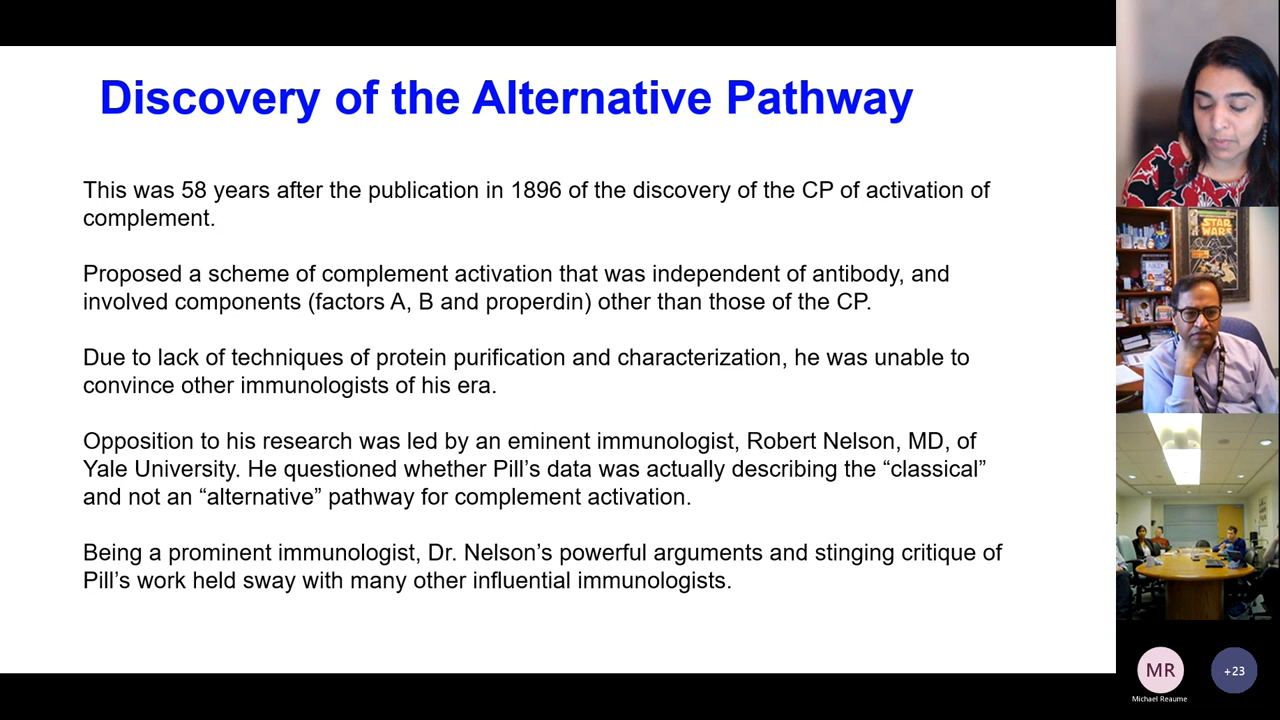 Discovery of the Alternative Pathway
This was 58 years after the publication in 1896 of the discovery of the CP of activation of
complement.
Proposed a scheme of complement activation that was independent of antibody, and
involved components (factors A, B and properdin) other than those of the CP.
Due to lack of techniques of protein purification and characterization, he was unable to
convince other immunologists of his era.
Opposition to his research was led by an eminent immunologist, Robert Nelson, MD, of
Yale University. He questioned whether Pill’s data was actually describing the “classical”
and not an “alternative” pathway for complement activation.
Being a prominent immunologist, Dr. Nelson’s powerful arguments and stinging critique of
Pill’s work held sway with many other influential immunologists.
STAR
WARS
MR
+23
Michael Reaume